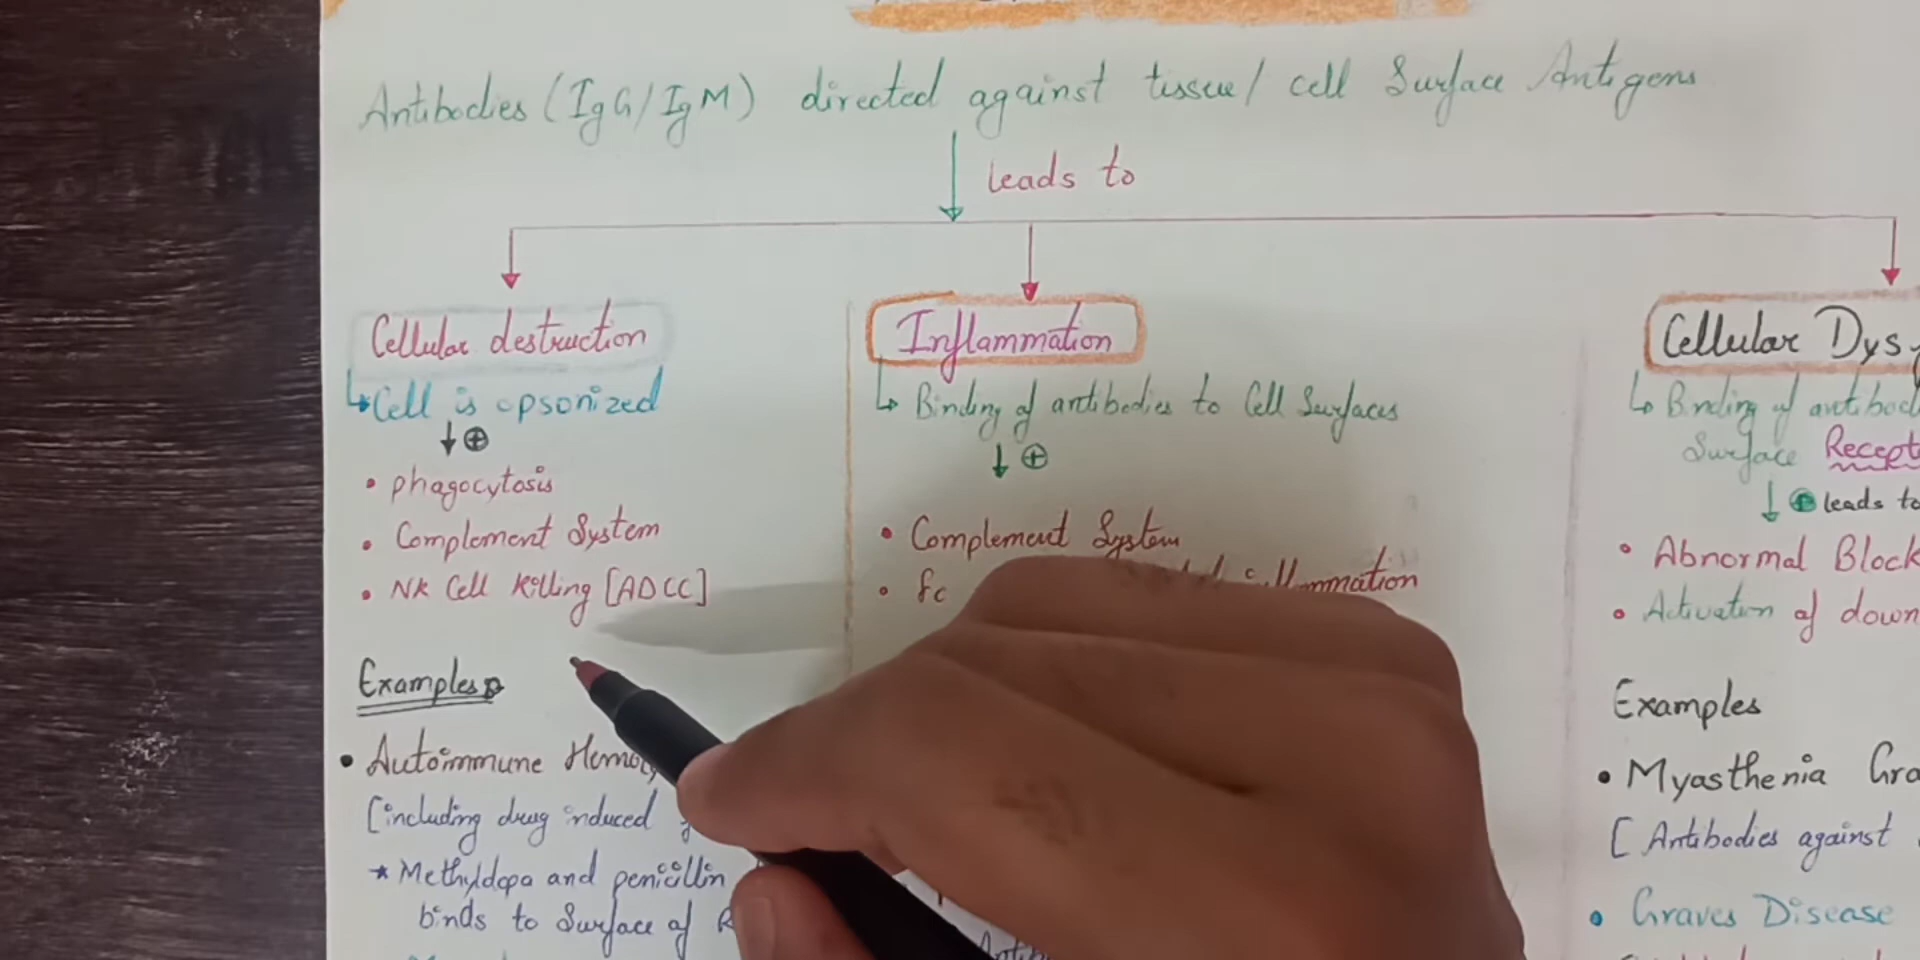 Antibodies (IgG/IgM) directed against tissue/ cell Surface Antigens
leads to
Cellular destruction
Cell is opsonized
⊕
• phagocytosis
• Complement System
• NK Cell Killing [ADCC]
Examples
• Autoimmune
[including drug induced
* Methyldopa and penicillin
binds to Surface of
Inflammation
Binding of antibodies to Cell Surfaces
⊕
• Complement System
• Fc inflammation
Cellular Dys
Binding of antibod
Surface Recept
⊕ leads to
• Abnormal Block
• Activation of down
Examples
• Myasthenia Gra
[Antibodies against
• Graves Disease